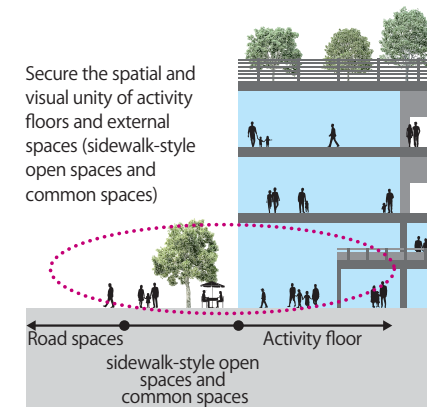 Secure the spatial and
visual unity of activity
floors and external
spaces (sidewalk-style
open spaces and
common spaces)
Road spaces
Activity floor
sidewalk-style open
spaces and
common spaces